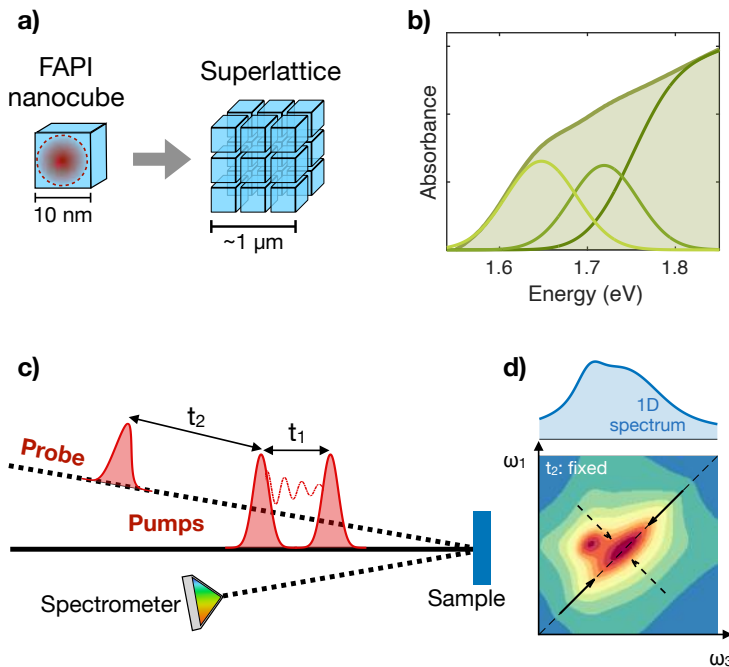 a)
FAPI
nanocube
Superlattice
10 nm
~1 µm
b)
Absorbance
1.6
1.7
1.8
Energy (eV)
c)
t₂
t₁
Probe
Pumps
Spectrometer
Sample
d)
1D
spectrum
ω₁
t₂: fixed
ω₃